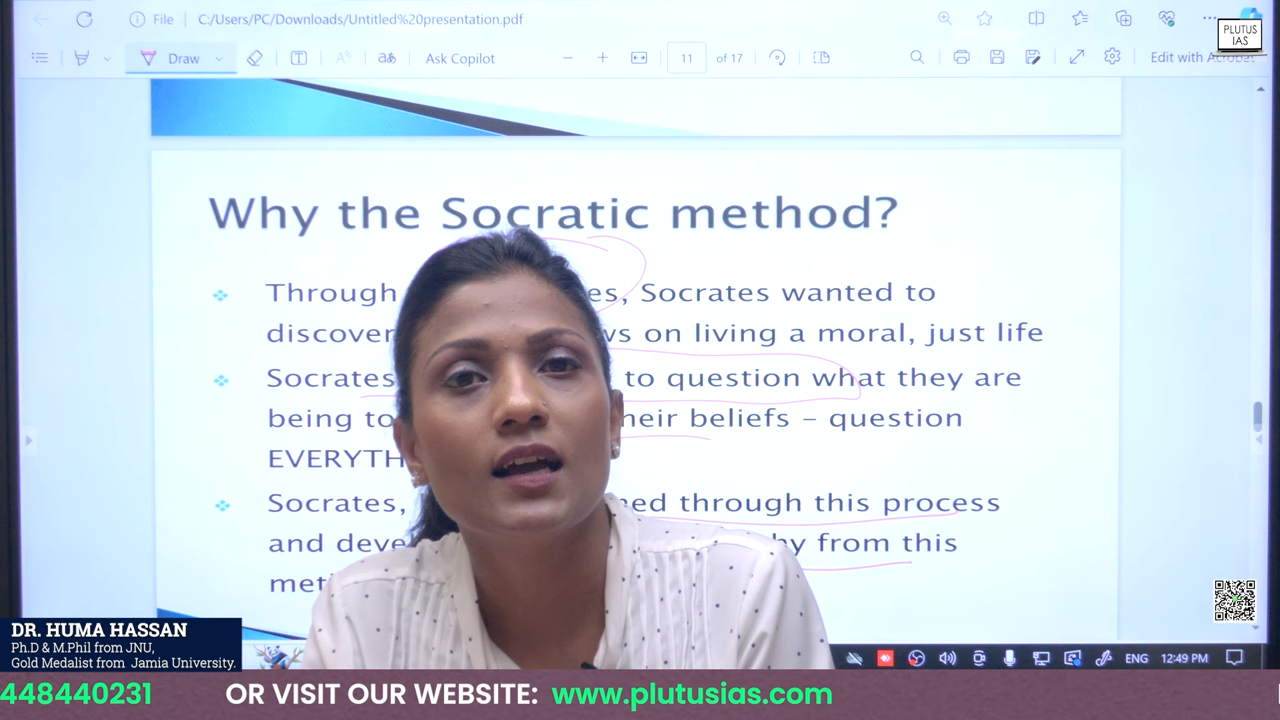 File C:/Users/PC/Downloads/Untitled%20presentation.pdf
PLUTUS
IAS
Draw aあ Ask Copilot 11 of 17 Edit with Acrobat
Why the Socratic method?
Through es, Socrates wanted to
discover ws on living a moral, just life
Socrates to question what they are
being to heir beliefs – question
EVERYTH
Socrates, ned through this process
and deve hy from this
met
DR. HUMA HASSAN
Ph.D & M.Phil from JNU,
Gold Medalist from Jamia University.
ENG 12:49 PM
448440231 OR VISIT OUR WEBSITE: www.plutusias.com